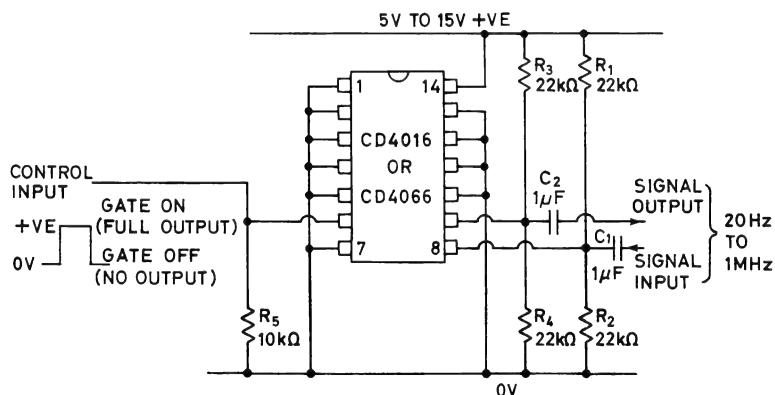 5V TO 15V +VE
R3
22kΩ
R1
22kΩ
1
14
CD4016
OR
CD4066
7
8
CONTROL
INPUT
GATE ON
+VE
(FULL OUTPUT)
0V
GATE OFF
(NO OUTPUT)
C2
1µF
SIGNAL
OUTPUT
C1
1µF
SIGNAL
INPUT
20Hz
TO
1MHz
R5
10kΩ
R4
22kΩ
R2
22kΩ
0V